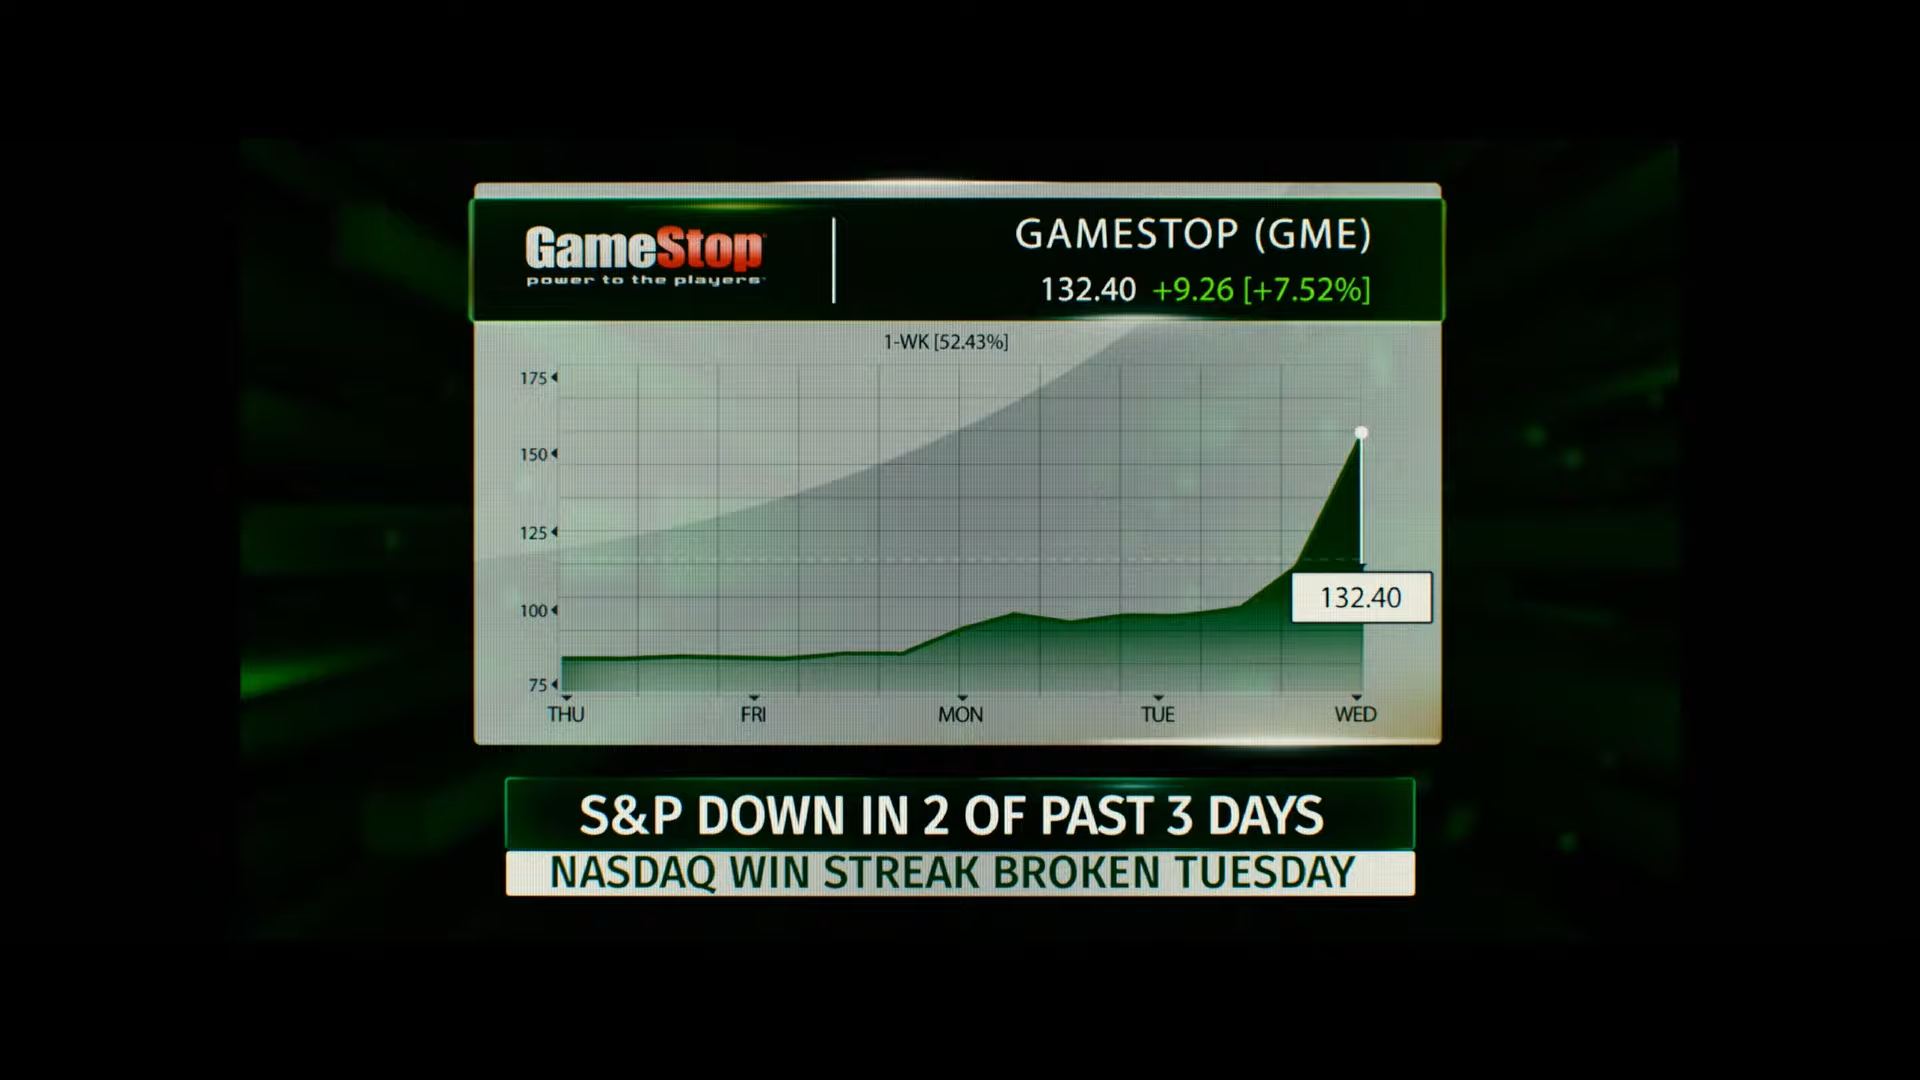 GameStop
power to the players
GAMESTOP (GME)
132.40 +9.26 [+7.52%]
1-WK [52.43%]
175
150
125
100
75
132.40
THU FRI MON TUE WED
S&P DOWN IN 2 OF PAST 3 DAYS
NASDAQ WIN STREAK BROKEN TUESDAY